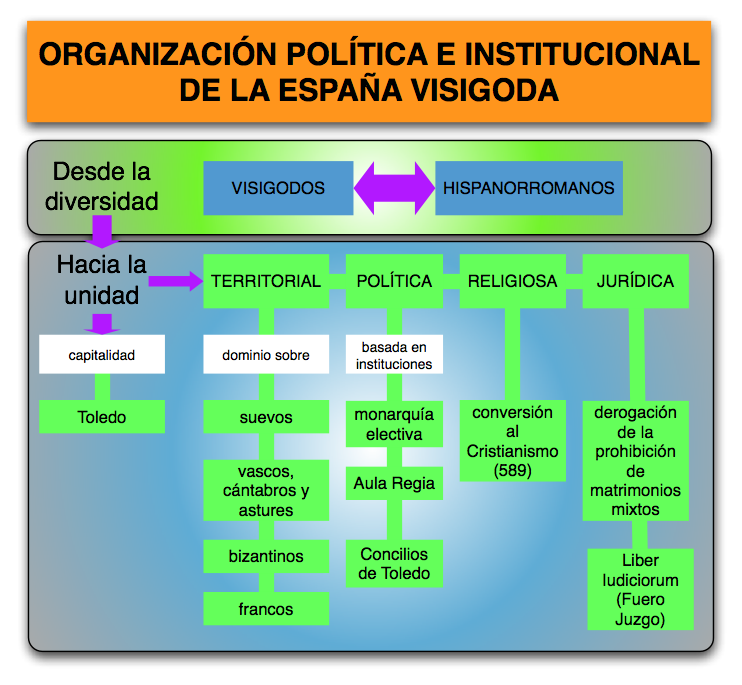 ORGANIZACIÓN POLÍTICA E INSTITUCIONAL
DE LA ESPAÑA VISIGODA
Desde la
diversidad
VISIGODOS
HISPANORROMANOS
Hacia la
unidad
TERRITORIAL
POLÍTICA
RELIGIOSA
JURÍDICA
capitalidad
Toledo
dominio sobre
suevos
vascos,
cántabros y
astures
bizantinos
francos
basada en
instituciones
monarquía
electiva
Aula Regia
Concilios
de Toledo
conversión
al
Cristianismo
(589)
derogación
de la
prohibición
de
matrimonios
mixtos
Liber
Iudiciorum
(Fuero
Juzgo)